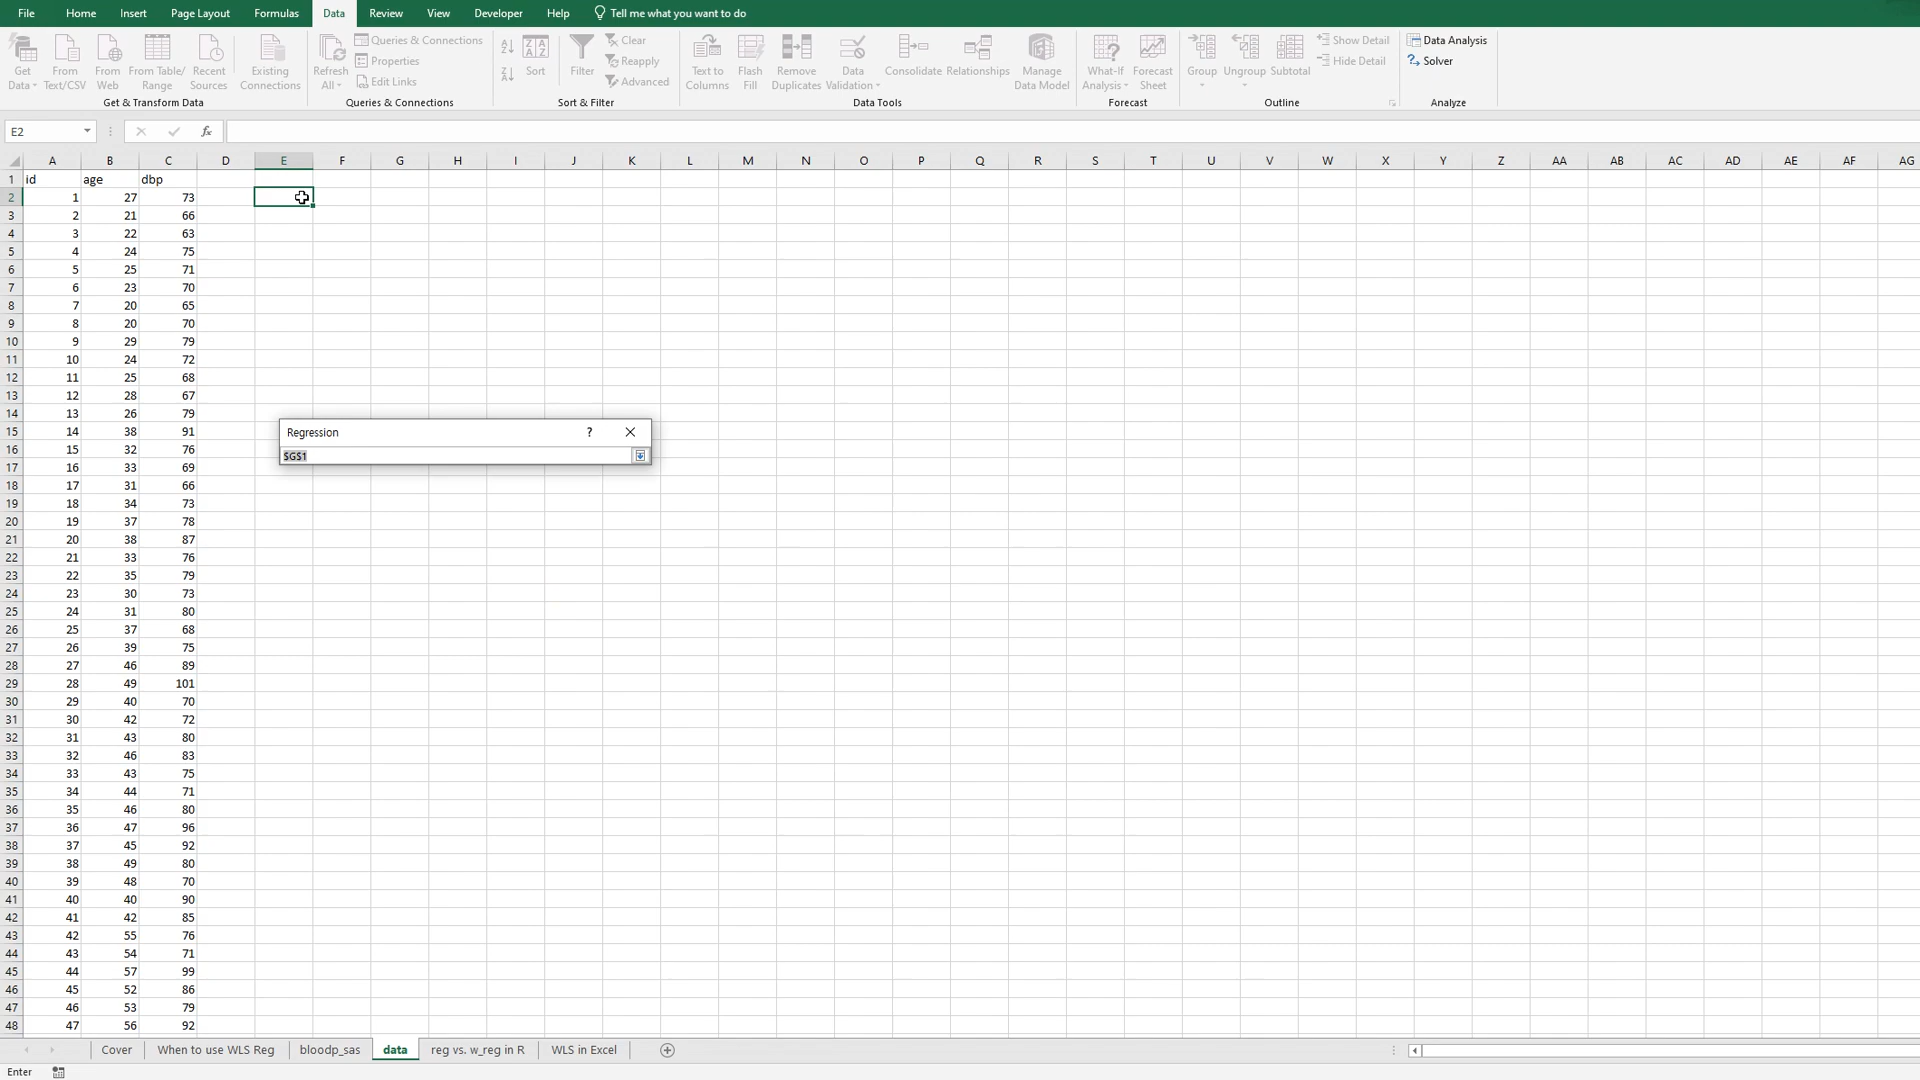 File Home Insert Page Layout Formulas Data Review View Developer Help Tell me what you want to do
Get Data From Text/CSV From Web From Table/ Range Recent Sources Existing Connections Refresh All Queries & Connections Properties Edit Links Sort Filter Clear Reapply Advanced Text to Columns Flash Fill Remove Duplicates Data Validation Consolidate Relationships Manage Data Model What-If Analysis Forecast Sheet Group Ungroup Subtotal Show Detail Hide Detail Data Analysis Solver
Get & Transform Data Queries & Connections Sort & Filter Data Tools Forecast Outline Analyze
E2 fx
A B C D E F G H I J K L M N O P Q R S T U V W X Y Z AA AB AC AD AE AF AG
1 id age dbp
2 1 27 73
3 2 21 66
4 3 22 63
5 4 24 75
6 5 25 71
7 6 23 70
8 7 20 65
9 8 20 70
10 9 29 79
11 10 24 72
12 11 25 68
13 12 28 67
14 13 26 79
15 14 38 91
16 15 32 76
17 16 33 69
18 17 31 66
19 18 34 73
20 19 37 78
21 20 38 87
22 21 33 76
23 22 35 79
24 23 30 73
25 24 31 80
26 25 37 68
27 26 39 75
28 27 46 89
29 28 49 101
30 29 40 70
31 30 42 72
32 31 43 80
33 32 46 83
34 33 43 75
35 34 44 71
36 35 46 80
37 36 47 96
38 37 45 92
39 38 49 80
40 39 48 70
41 40 40 90
42 41 42 85
43 42 55 76
44 43 54 71
45 44 57 99
46 45 52 86
47 46 53 79
48 47 56 92
Regression ?
$G$1
Cover When to use WLS Reg bloodp_sas data reg vs. w_reg in R WLS in Excel
Enter